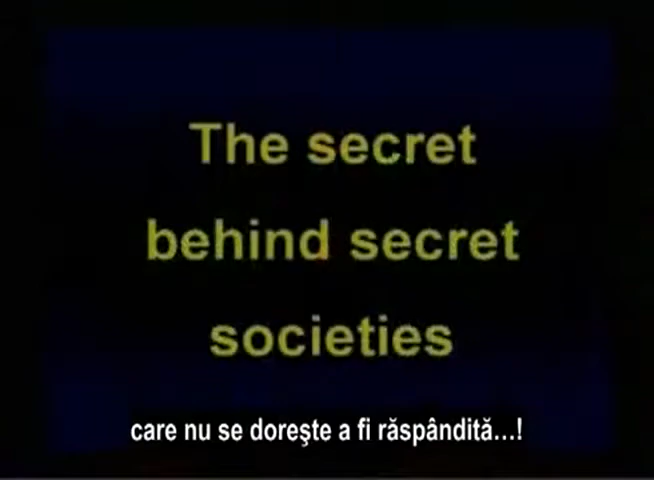 The secret
behind secret
societies
care nu se doreşte a fi răspândită...!